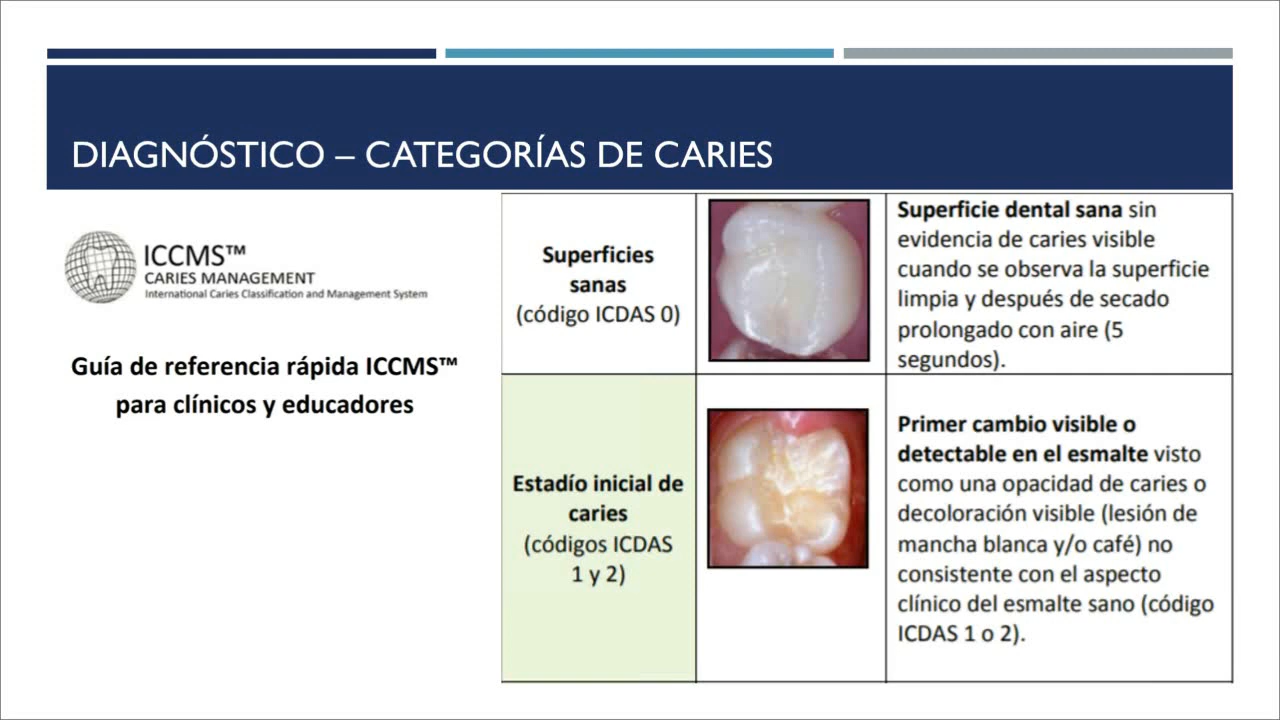 DIAGNÓSTICO – CATEGORÍAS DE CARIES
ICCMS™
CARIES MANAGEMENT
International Caries Classification and Management System
Guía de referencia rápida ICCMS™
para clínicos y educadores
Superficies
sanas
(código ICDAS 0)
Superficie dental sana sin
evidencia de caries visible
cuando se observa la superficie
limpia y después de secado
prolongado con aire (5
segundos).
Estadío inicial de
caries
(códigos ICDAS
1 y 2)
Primer cambio visible o
detectable en el esmalte visto
como una opacidad de caries o
decoloración visible (lesión de
mancha blanca y/o café) no
consistente con el aspecto
clínico del esmalte sano (código
ICDAS 1 o 2).